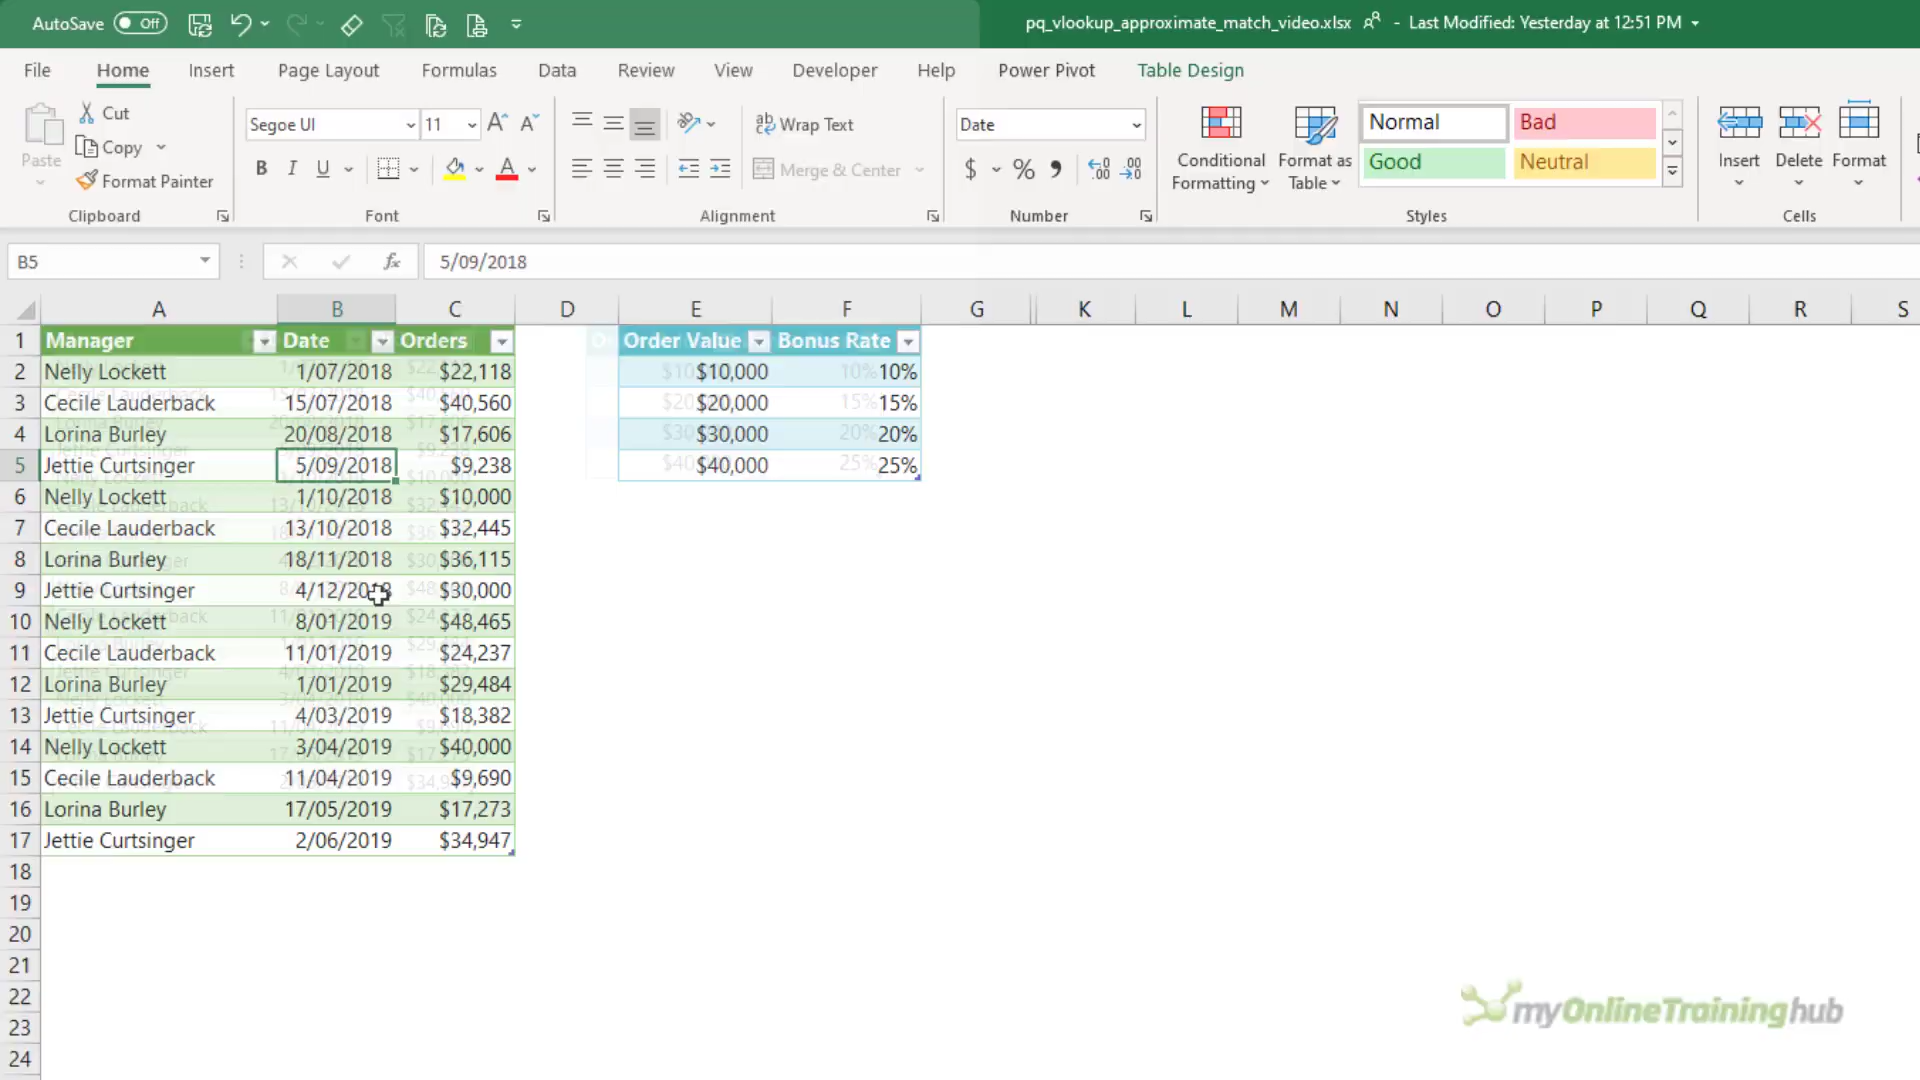 AutoSave Off pq_vlookup_approximate_match_video.xlsx - Last Modified: Yesterday at 12:51 PM
File Home Insert Page Layout Formulas Data Review View Developer Help Power Pivot Table Design
Paste Cut Copy Format Painter
Clipboard
Segoe UI 11 A A
B I U A
Font
ab Wrap Text
Merge & Center
Alignment
Date
$ % 9
Number
Conditional Formatting
Format as Table
Normal Bad
Good Neutral
Styles
Insert Delete Format
Cells
B5 fx 5/09/2018
A B C D E F G K L M N O P Q R S
1 Manager Date Orders Order Value Bonus Rate
2 Nelly Lockett 1/07/2018 $22,118 $10,000 10%
3 Cecile Lauderback 15/07/2018 $40,560 $20,000 15%
4 Lorina Burley 20/08/2018 $17,606 $30,000 20%
5 Jettie Curtsinger 5/09/2018 $9,238 $40,000 25%
6 Nelly Lockett 1/10/2018 $10,000
7 Cecile Lauderback 13/10/2018 $32,445
8 Lorina Burley 18/11/2018 $36,115
9 Jettie Curtsinger 4/12/2018 $30,000
10 Nelly Lockett 8/01/2019 $48,465
11 Cecile Lauderback 11/01/2019 $24,237
12 Lorina Burley 1/01/2019 $29,484
13 Jettie Curtsinger 4/03/2019 $18,382
14 Nelly Lockett 3/04/2019 $40,000
15 Cecile Lauderback 11/04/2019 $9,690
16 Lorina Burley 17/05/2019 $17,273
17 Jettie Curtsinger 2/06/2019 $34,947
18
19
20
21
22
23
24
myOnlineTraininghub